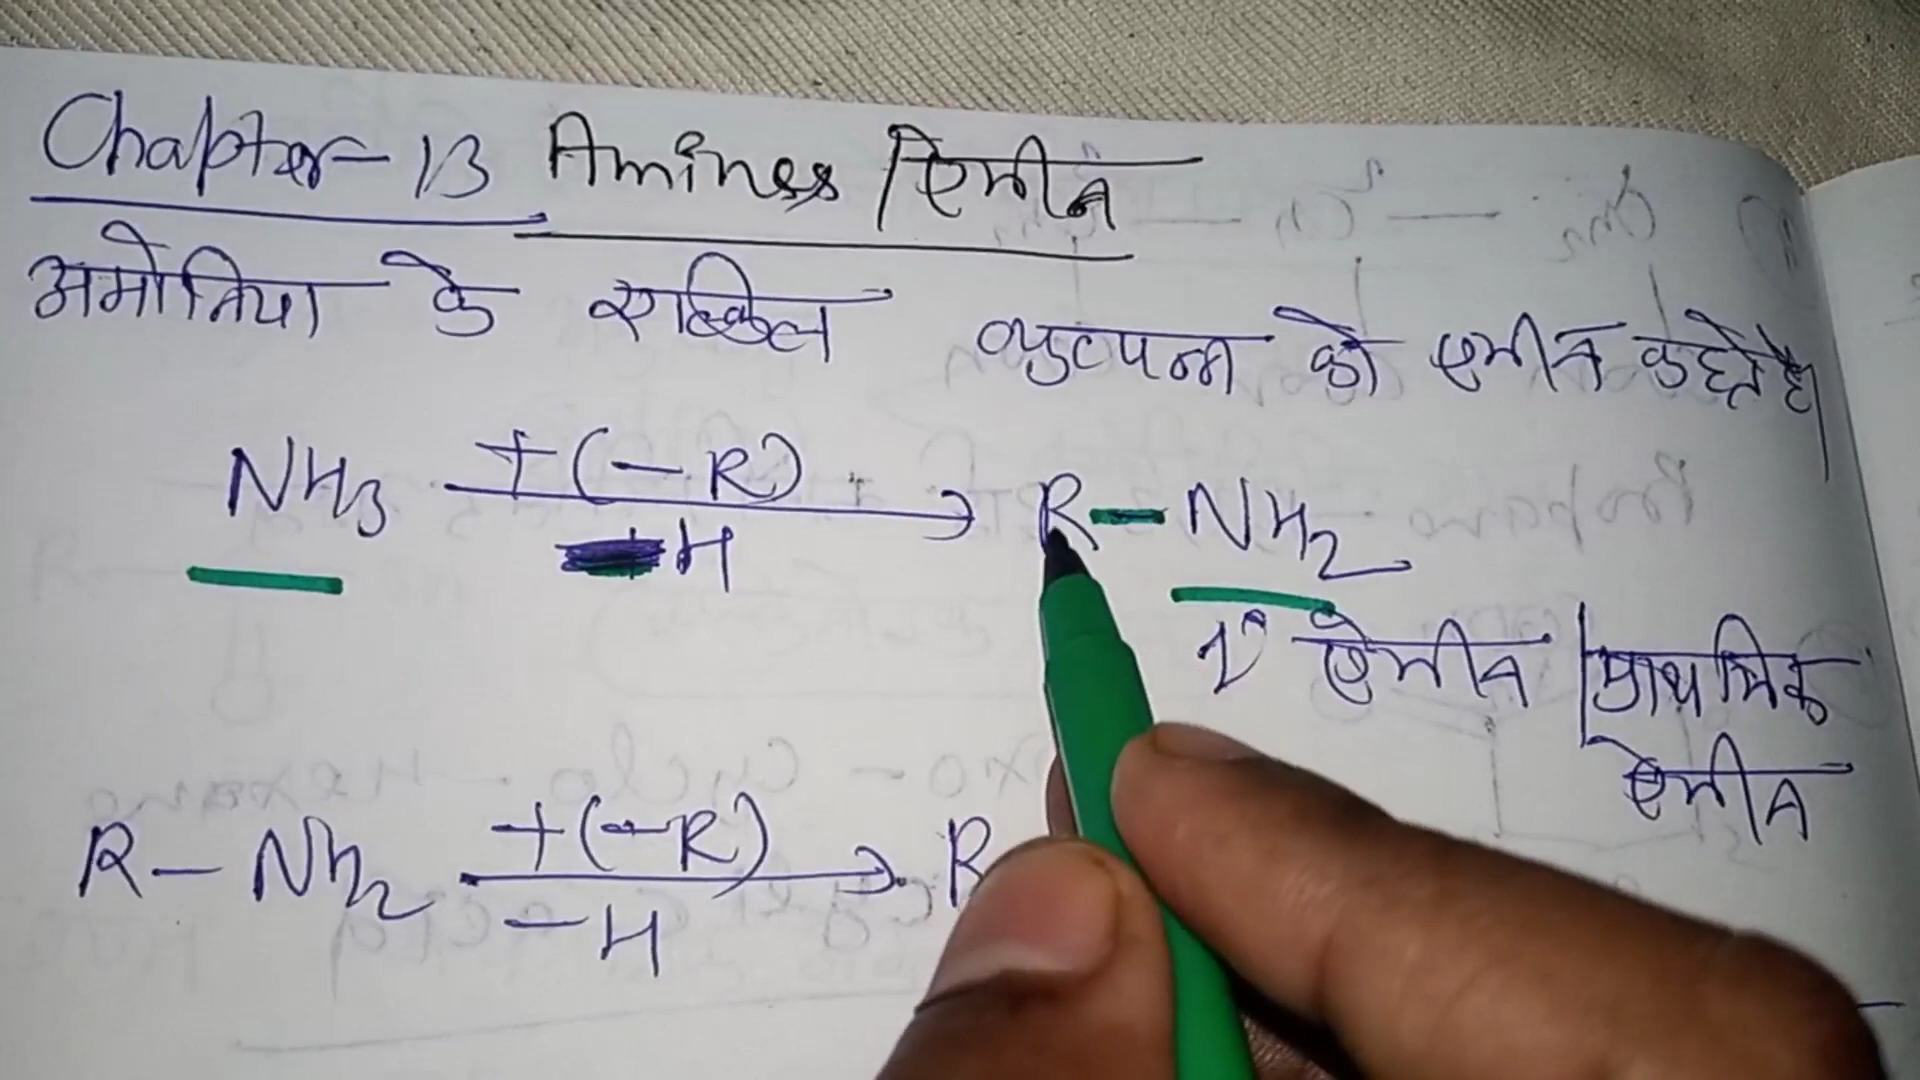 Chapter-13 Amines | ऐमीन
अमोनिया के एल्किल व्युत्पन्न को एमीन कहते है।
NH3 +(-R) → R-NH2
-H
1° ऐमीन | प्राथमिक
ऐमीन
R-NH2 +(-R) → R
-H